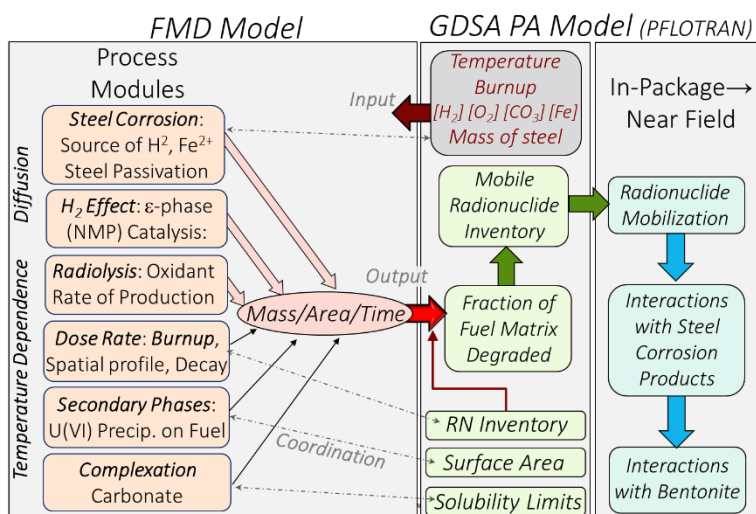 FMD Model
GDSA PA Model (PFLOTRAN)
Process
Modules
Steel Corrosion:
Source of H², Fe²⁺
Steel Passivation
H₂ Effect: ε-phase
(NMP) Catalysis:
Radiolysis: Oxidant
Rate of Production
Dose Rate: Burnup,
Spatial profile, Decay
Secondary Phases:
U(VI) Precip. on Fuel
Complexation
Carbonate
Diffusion
Temperature Dependence
Mass/Area/Time
Coordination
Input
Output
Temperature
Burnup
[H₂] [O₂] [CO₃] [Fe]
Mass of steel
Mobile
Radionuclide
Inventory
Fraction of
Fuel Matrix
Degraded
RN Inventory
Surface Area
Solubility Limits
In-Package→
Near Field
Radionuclide
Mobilization
Interactions
with Steel
Corrosion
Products
Interactions
with Bentonite